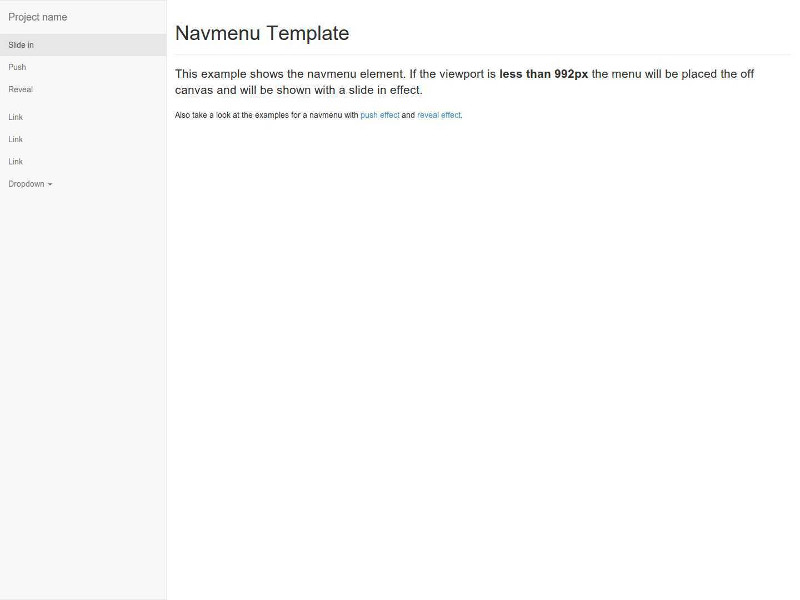 Project name
Slide in
Push
Reveal
Link
Link
Link
Dropdown
Navmenu Template
This example shows the navmenu element. If the viewport is less than 992px the menu will be placed the off
canvas and will be shown with a slide in effect.
Also take a look at the examples for a navmenu with push effect and reveal effect.